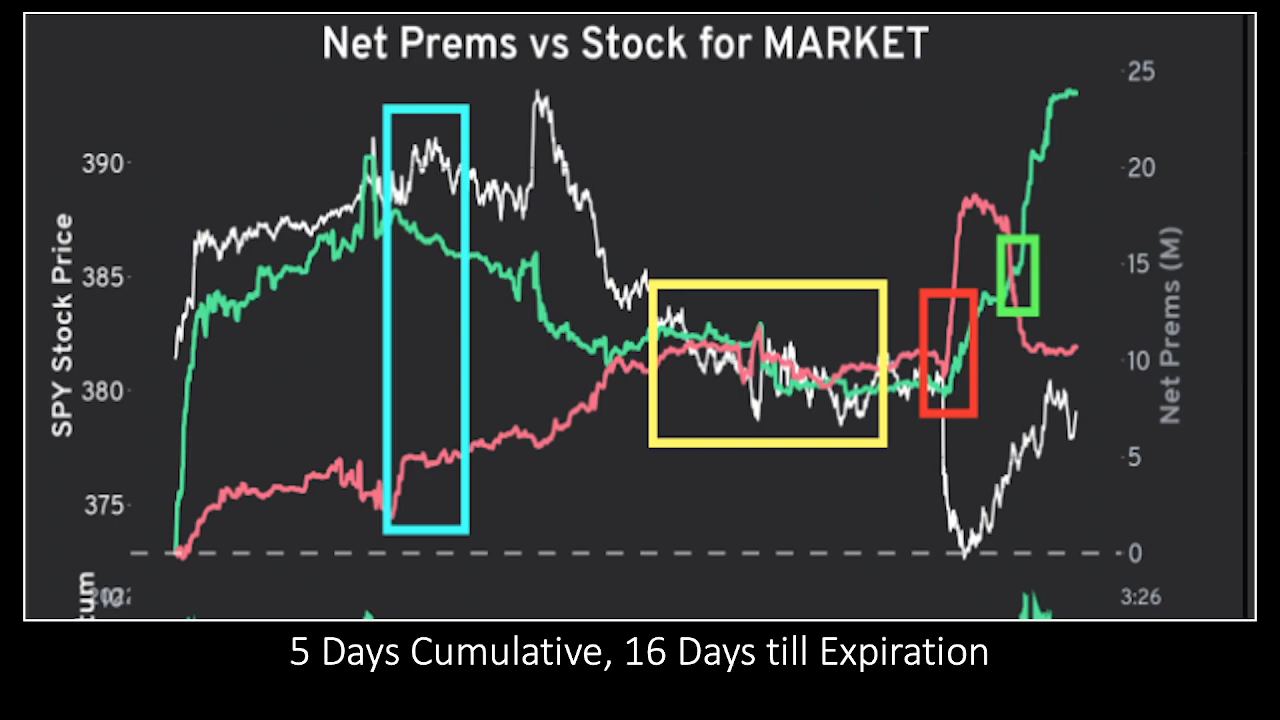 Net Prems vs Stock for MARKET
25
390
20
SPY Stock Price
385
15
Net Prems (M)
380
10
5
375
0
3:26
5 Days Cumulative, 16 Days till Expiration